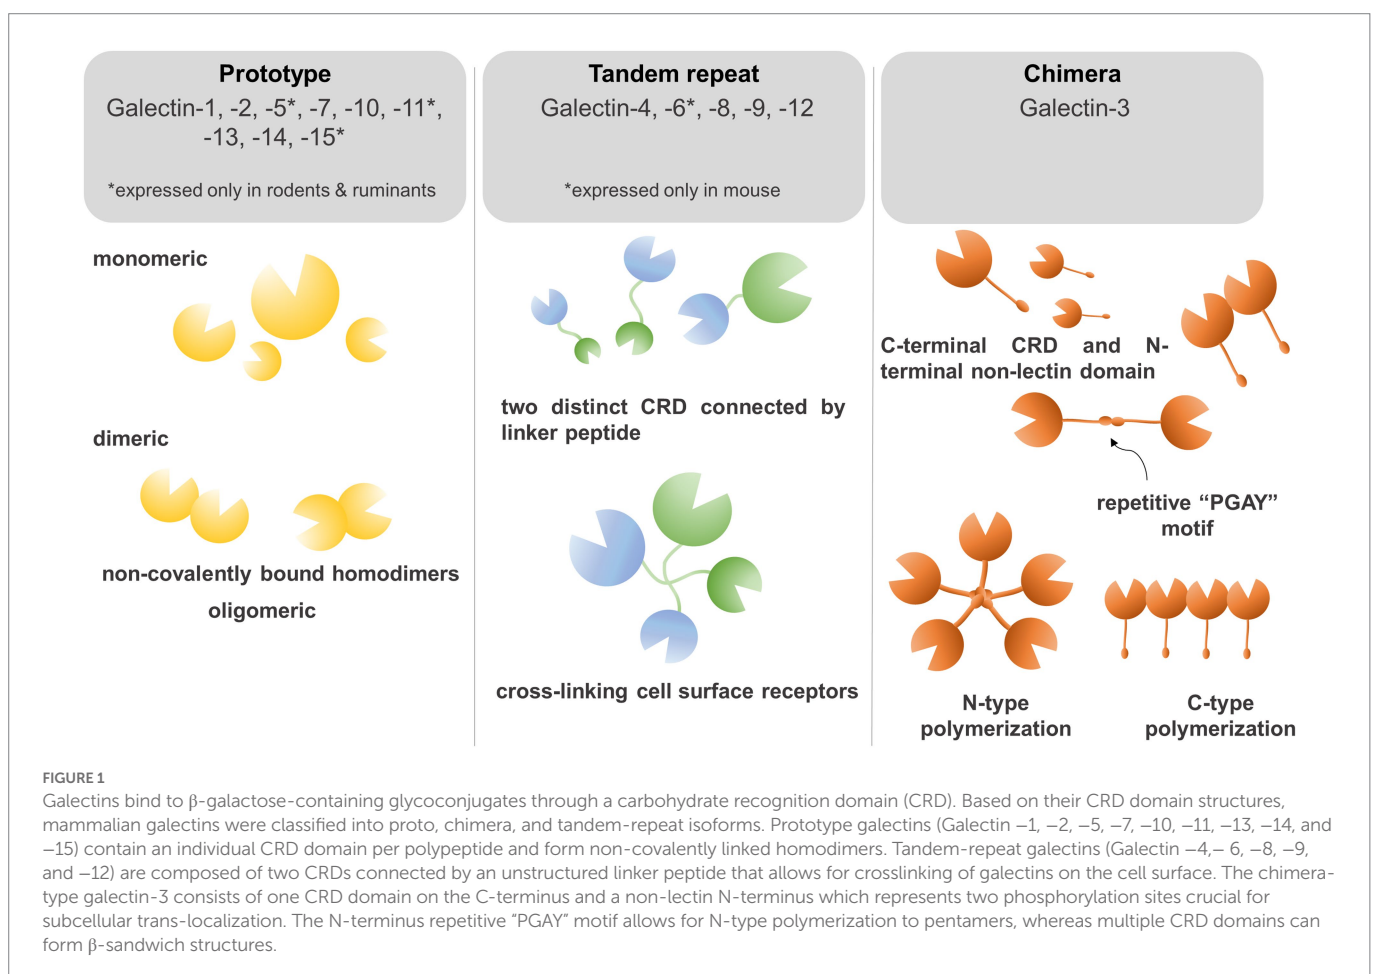 Prototype
Galectin-1, -2, -5*, -7, -10, -11*,
-13, -14, -15*
*expressed only in rodents & ruminants
monomeric
dimeric
non-covalently bound homodimers
oligomeric
Tandem repeat
Galectin-4, -6*, -8, -9, -12
*expressed only in mouse
two distinct CRD connected by
linker peptide
cross-linking cell surface receptors
Chimera
Galectin-3
C-terminal CRD and N-
terminal non-lectin domain
repetitive “PGAY”
motif
N-type
polymerization
C-type
polymerization
FIGURE 1
Galectins bind to β-galactose-containing glycoconjugates through a carbohydrate recognition domain (CRD). Based on their CRD domain structures,
mammalian galectins were classified into proto, chimera, and tandem-repeat isoforms. Prototype galectins (Galectin −1, −2, −5, −7, −10, −11, −13, −14, and
−15) contain an individual CRD domain per polypeptide and form non-covalently linked homodimers. Tandem-repeat galectins (Galectin −4,− 6, −8, −9,
and −12) are composed of two CRDs connected by an unstructured linker peptide that allows for crosslinking of galectins on the cell surface. The chimera-
type galectin-3 consists of one CRD domain on the C-terminus and a non-lectin N-terminus which represents two phosphorylation sites crucial for
subcellular trans-localization. The N-terminus repetitive “PGAY” motif allows for N-type polymerization to pentamers, whereas multiple CRD domains can
form β-sandwich structures.